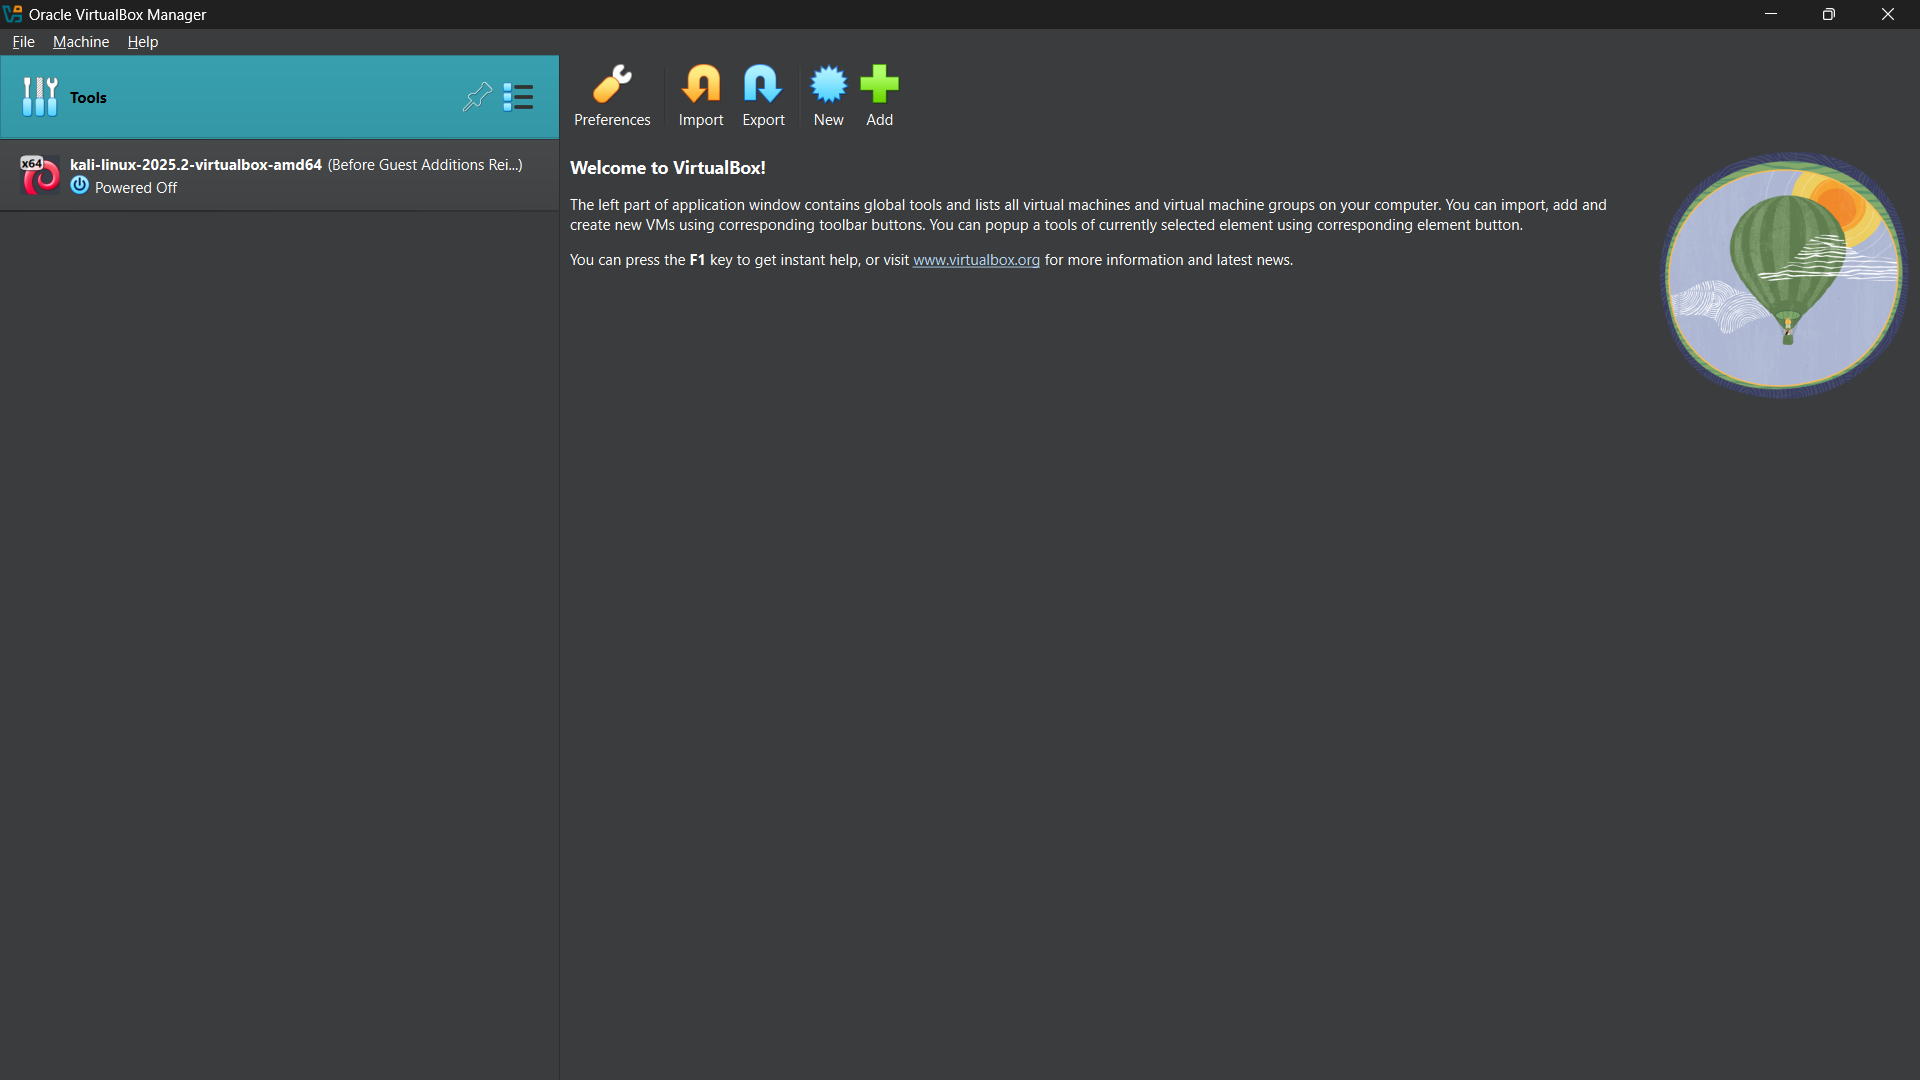 Oracle VirtualBox Manager
File Machine Help
Tools
Preferences Import Export New Add
x64
kali-linux-2025.2-virtualbox-amd64 (Before Guest Additions Rei...)
Powered Off
Welcome to VirtualBox!
The left part of application window contains global tools and lists all virtual machines and virtual machine groups on your computer. You can import, add and
create new VMs using corresponding toolbar buttons. You can popup a tools of currently selected element using corresponding element button.
You can press the F1 key to get instant help, or visit www.virtualbox.org for more information and latest news.